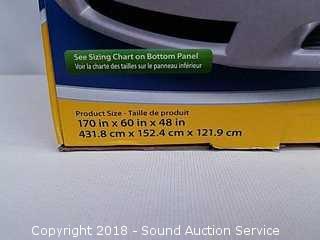 See Sizing Chart on Bottom Panel
Voir la charte des tailles sur le panneau inférieur
Product Size - Taille de produit
170 in x 60 in x 48 in
431.8 cm x 152.4 cm x 121.9 cm
Copyright 2018 - Sound Auction Service